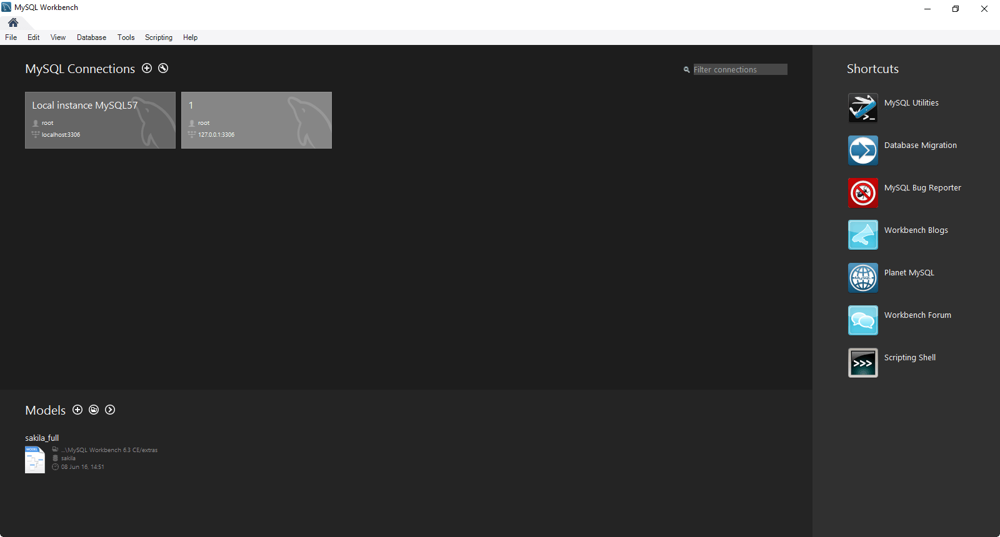 MySQL Workbench
File Edit View Database Tools Scripting Help
MySQL Connections
Filter connections
Local instance MySQL57
root
localhost:3306
1
root
127.0.0.1:3306
Shortcuts
MySQL Utilities
Database Migration
MySQL Bug Reporter
Workbench Blogs
MySQL
Planet MySQL
Workbench Forum
>>>
Scripting Shell
Models
sakila_full
MODEL
...\MySQL Workbench 6.3 CE/extras
sakila
08 Jun 16, 14:51